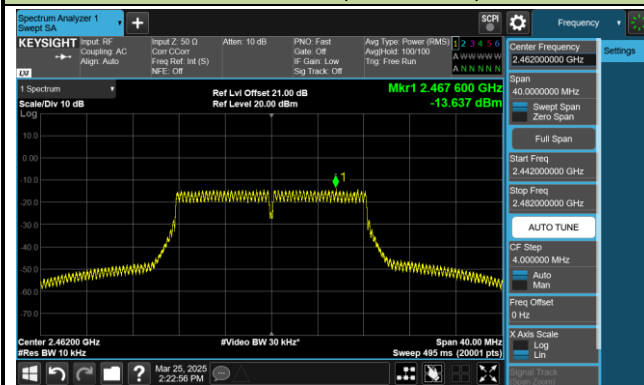 Spectrum Analyzer 1
Swept SA
SCPI
Frequency
KEYSIGHT
Input: RF
Coupling: AC
Align: Auto
Input Z: 50 Ω
Corr CCorr
Freq Ref: Int (S)
NFE: Off
Atten: 10 dB
PNO: Fast
Gate: Off
IF Gain: Low
Sig Track: Off
Avg Type: Power (RMS)
Avg|Hold: 100/100
Trig: Free Run
1 2 3 4 5 6
A W W W W W
A N N N N N
LXI
Center Frequency
2.462000000 GHz
Settings
Span
40.0000000 MHz
Swept Span
Zero Span
Full Span
Start Freq
2.442000000 GHz
Stop Freq
2.482000000 GHz
AUTO TUNE
CF Step
4.000000 MHz
Auto
Man
Freq Offset
0 Hz
X Axis Scale
Log
Lin
Signal Track
(Span Zoom)
1 Spectrum
Scale/Div 10 dB
Log
Ref Lvl Offset 21.00 dB
Ref Level 20.00 dBm
Mkr1 2.467 600 GHz
-13.637 dBm
10.0
0.00
-10.0
-20.0
-30.0
-40.0
-50.0
-60.0
-70.0
1
Center 2.46200 GHz
#Res BW 10 kHz
#Video BW 30 kHz*
Span 40.00 MHz
Sweep 495 ms (20001 pts)
?
Mar 25, 2025
2:22:56 PM